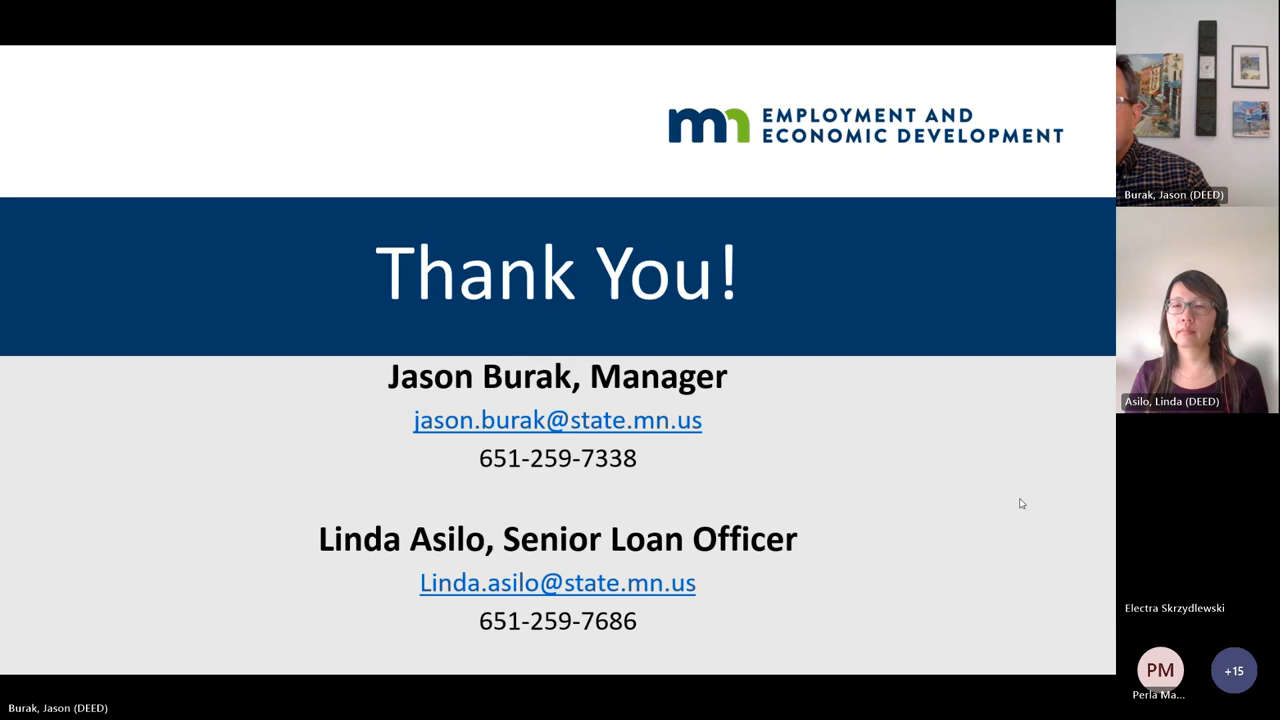 mn EMPLOYMENT AND
ECONOMIC DEVELOPMENT
Thank You!
Jason Burak, Manager
jason.burak@state.mn.us
651-259-7338
Linda Asilo, Senior Loan Officer
Linda.asilo@state.mn.us
651-259-7686
Burak, Jason (DEED)
Burak, Jason (DEED)
Asilo, Linda (DEED)
Electra Skrzydlewski
PM
Perla Ma...
+15